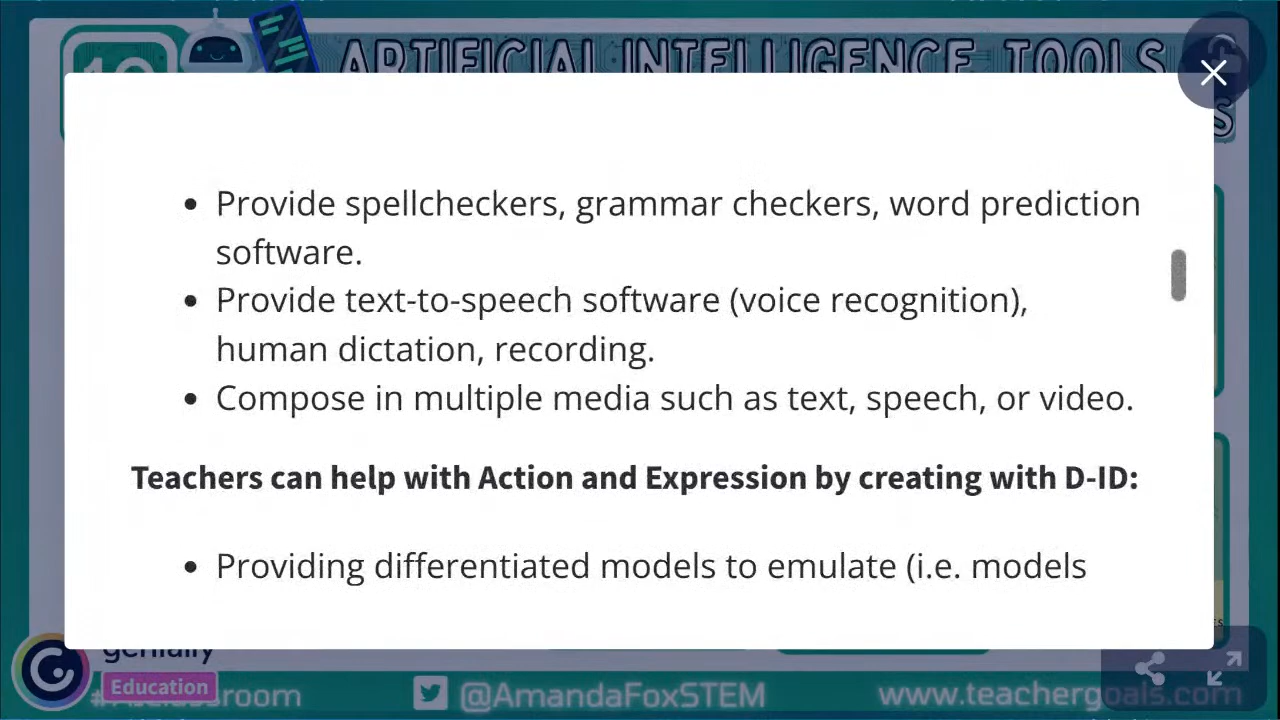 ARTIFICIAL INTELLIGENCE TOOLS
Provide spellcheckers, grammar checkers, word prediction
software.
Provide text-to-speech software (voice recognition),
human dictation, recording.
Compose in multiple media such as text, speech, or video.
Teachers can help with Action and Expression by creating with D-ID:
Providing differentiated models to emulate (i.e. models
genially
Education
@AmandaFoxSTEM
www.teachergoals.com